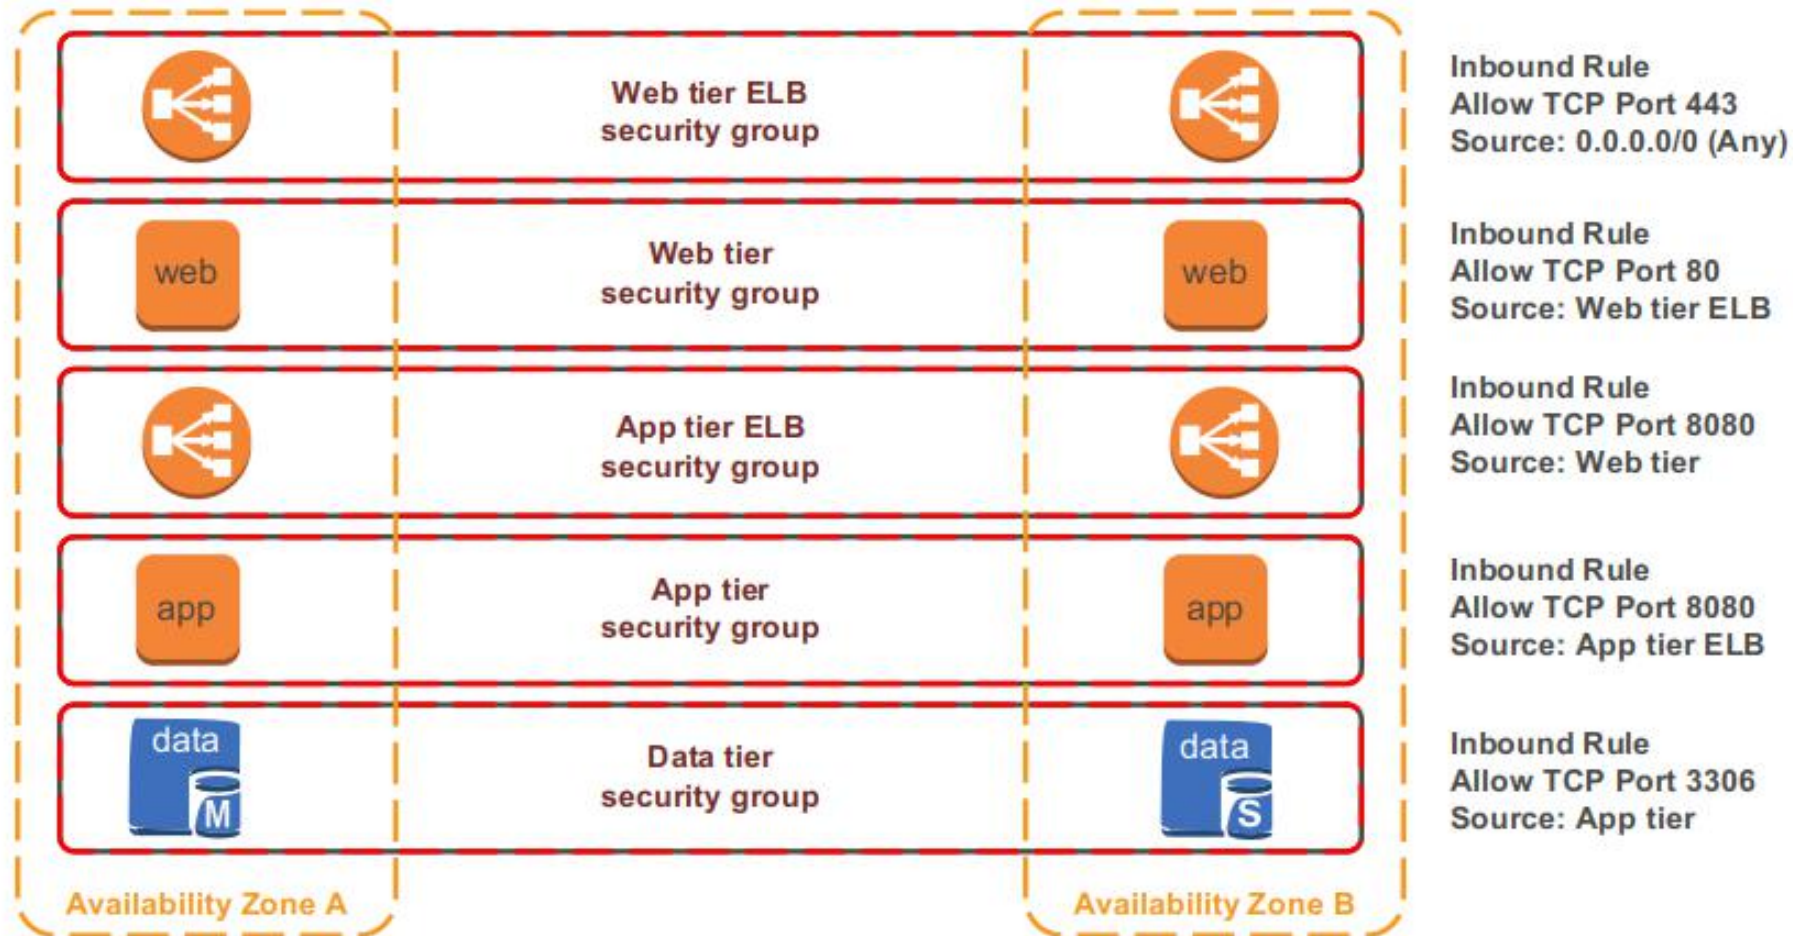 Web tier ELB
security group
Inbound Rule
Allow TCP Port 443
Source: 0.0.0.0/0 (Any)
web
Web tier
security group
web
Inbound Rule
Allow TCP Port 80
Source: Web tier ELB
App tier ELB
security group
Inbound Rule
Allow TCP Port 8080
Source: Web tier
app
App tier
security group
app
Inbound Rule
Allow TCP Port 8080
Source: App tier ELB
data
M
Data tier
security group
data
S
Inbound Rule
Allow TCP Port 3306
Source: App tier
Availability Zone A
Availability Zone B